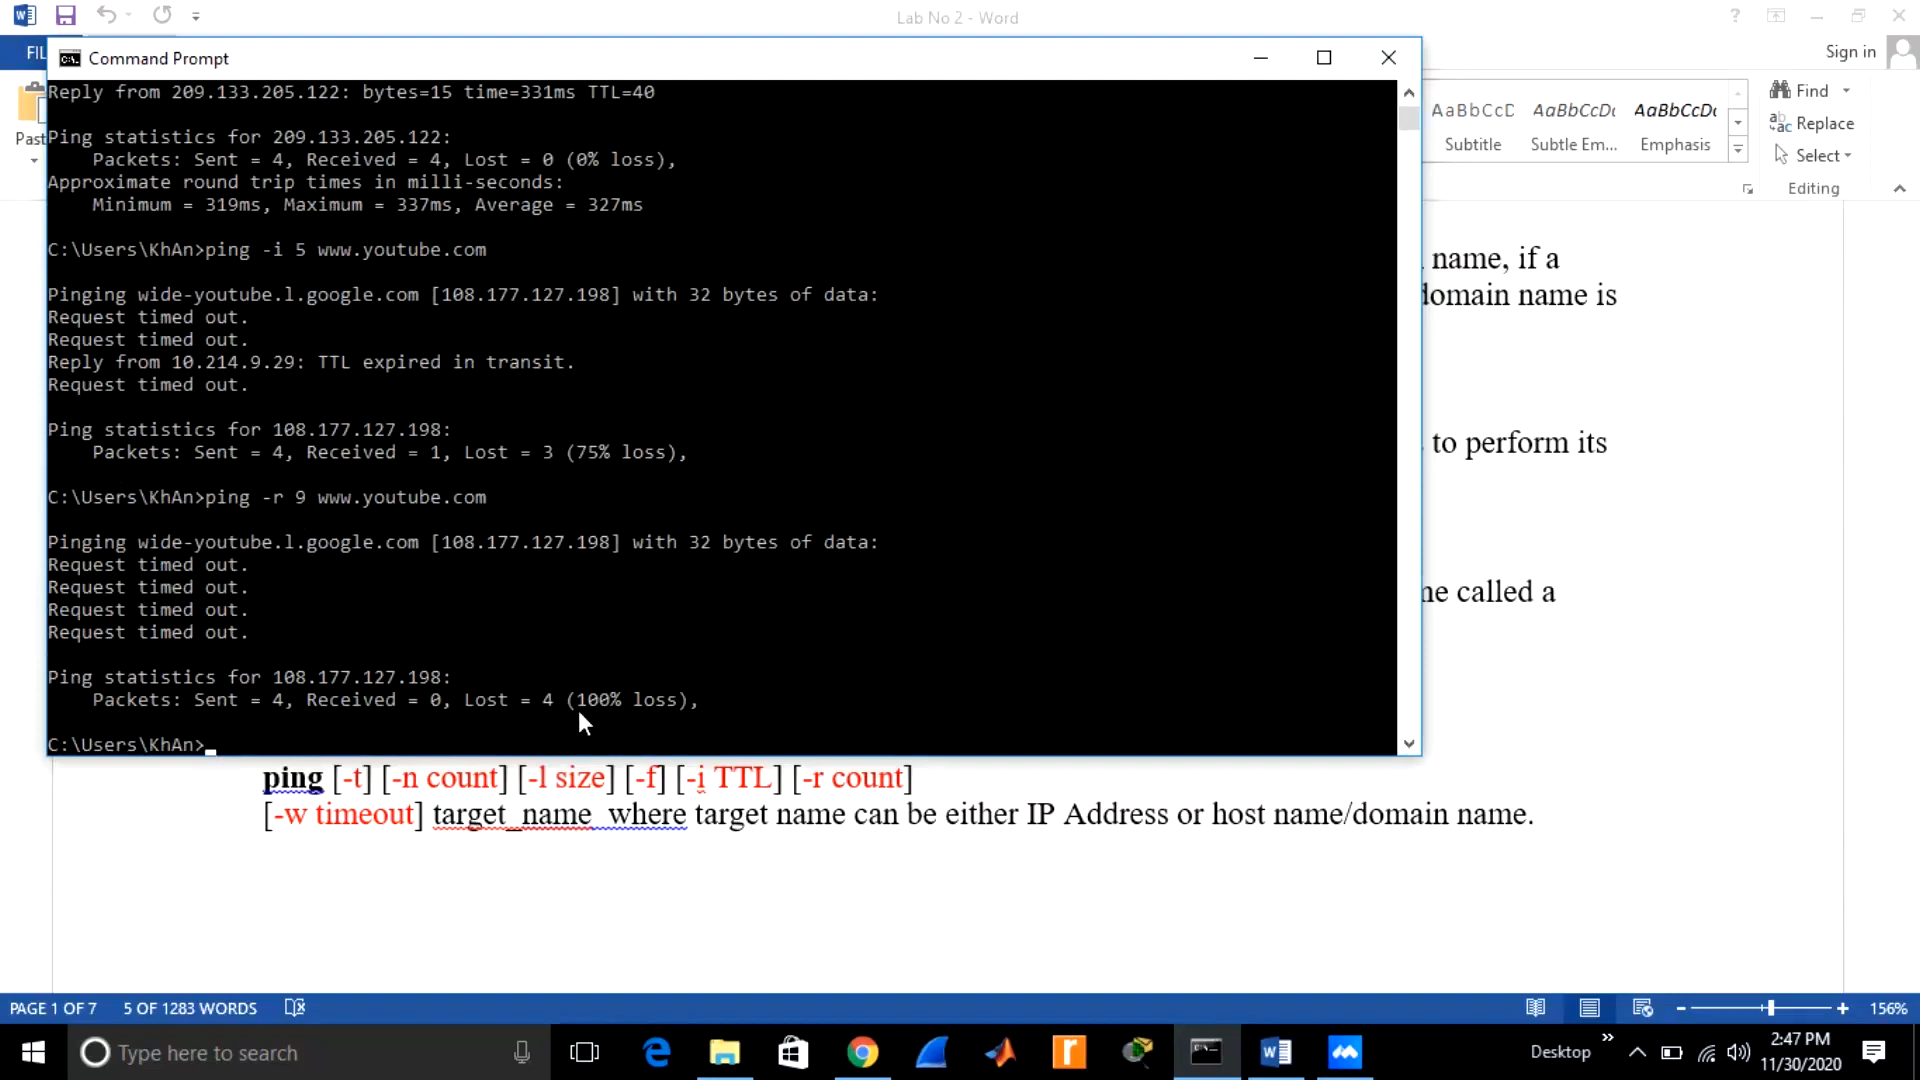 Lab No 2 - Word
?
FIL
Sign in
Command Prompt
Past
AaBbCcD
AaBbCcDc
AaBbCcDc
Subtitle
Subtle Em...
Emphasis
Find
Replace
Select
Editing
Reply from 209.133.205.122: bytes=15 time=331ms TTL=40
Ping statistics for 209.133.205.122:
Packets: Sent = 4, Received = 4, Lost = 0 (0% loss),
Approximate round trip times in milli-seconds:
Minimum = 319ms, Maximum = 337ms, Average = 327ms
C:\Users\KhAn>ping -i 5 www.youtube.com
Pinging wide-youtube.l.google.com [108.177.127.198] with 32 bytes of data:
Request timed out.
Request timed out.
Reply from 10.214.9.29: TTL expired in transit.
Request timed out.
Ping statistics for 108.177.127.198:
Packets: Sent = 4, Received = 1, Lost = 3 (75% loss),
C:\Users\KhAn>ping -r 9 www.youtube.com
Pinging wide-youtube.l.google.com [108.177.127.198] with 32 bytes of data:
Request timed out.
Request timed out.
Request timed out.
Request timed out.
Ping statistics for 108.177.127.198:
Packets: Sent = 4, Received = 0, Lost = 4 (100% loss),
C:\Users\KhAn>
name, if a
domain name is
to perform its
called a
ping [-t] [-n count] [-l size] [-f] [-i TTL] [-r count]
[-w timeout] target_name where target name can be either IP Address or host name/domain name.
PAGE 1 OF 7
5 OF 1283 WORDS
156%
Type here to search
Desktop
2:47 PM
11/30/2020